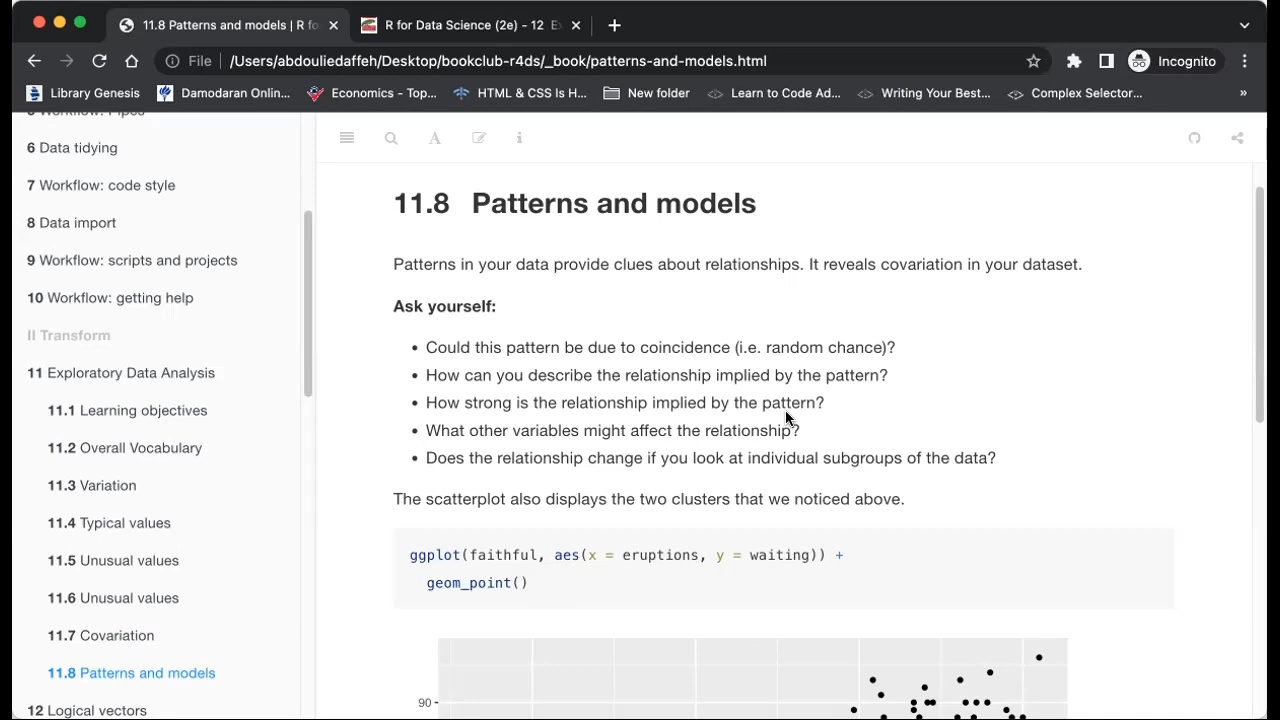 11.8 Patterns and models | R fo
R for Data Science (2e) - 12 Ex
File
/Users/abdouliedaffeh/Desktop/bookclub-r4ds/_book/patterns-and-models.html
Incognito
Library Genesis
Damodaran Onlin...
Economics - Top...
HTML & CSS Is H...
New folder
Learn to Code Ad...
Writing Your Best...
Complex Selector...
»
6 Data tidying
7 Workflow: code style
8 Data import
9 Workflow: scripts and projects
10 Workflow: getting help
II Transform
11 Exploratory Data Analysis
11.1 Learning objectives
11.2 Overall Vocabulary
11.3 Variation
11.4 Typical values
11.5 Unusual values
11.6 Unusual values
11.7 Covariation
11.8 Patterns and models
12 Logical vectors
11.8 Patterns and models
Patterns in your data provide clues about relationships. It reveals covariation in your dataset.
Ask yourself:
• Could this pattern be due to coincidence (i.e. random chance)?
• How can you describe the relationship implied by the pattern?
• How strong is the relationship implied by the pattern?
• What other variables might affect the relationship?
• Does the relationship change if you look at individual subgroups of the data?
The scatterplot also displays the two clusters that we noticed above.
ggplot(faithful, aes(x = eruptions, y = waiting)) +
geom_point()
90